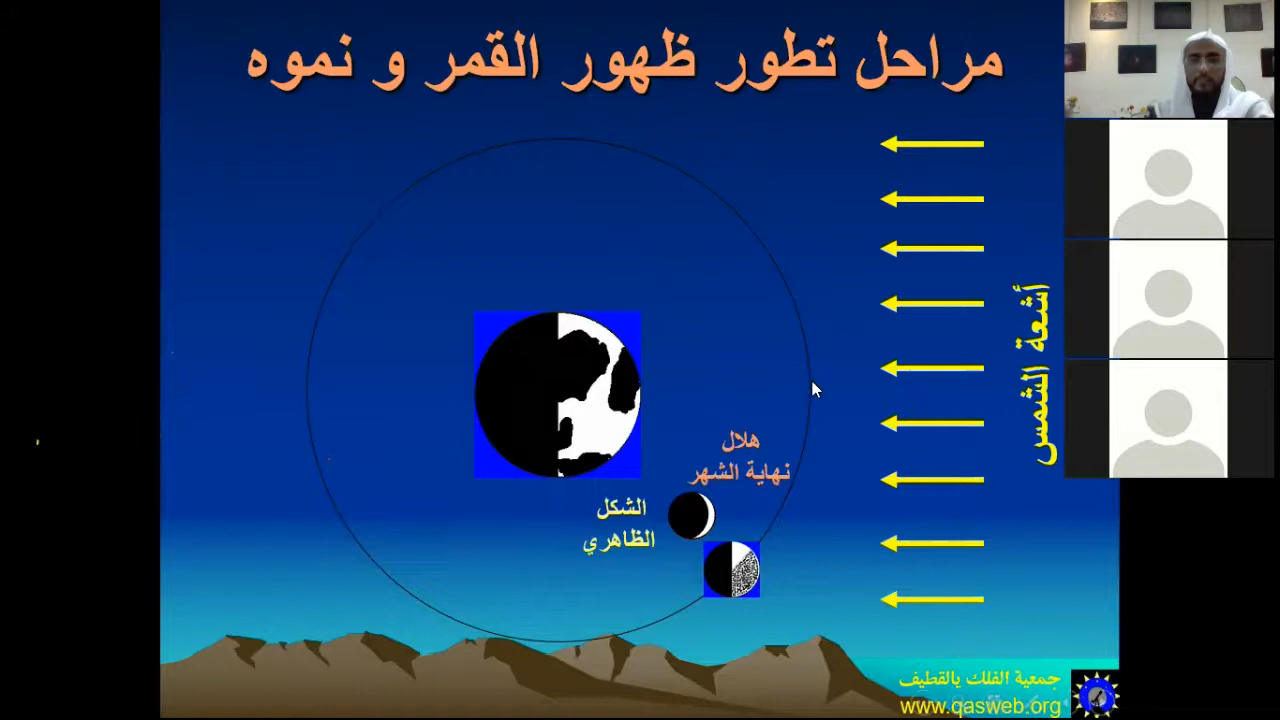 مراحل تطور ظهور القمر و نموه
أشعة الشمس
هلال
نهاية الشهر
الشكل
الظاهري
جمعية الفلك بالقطيف
www.qasweb.org